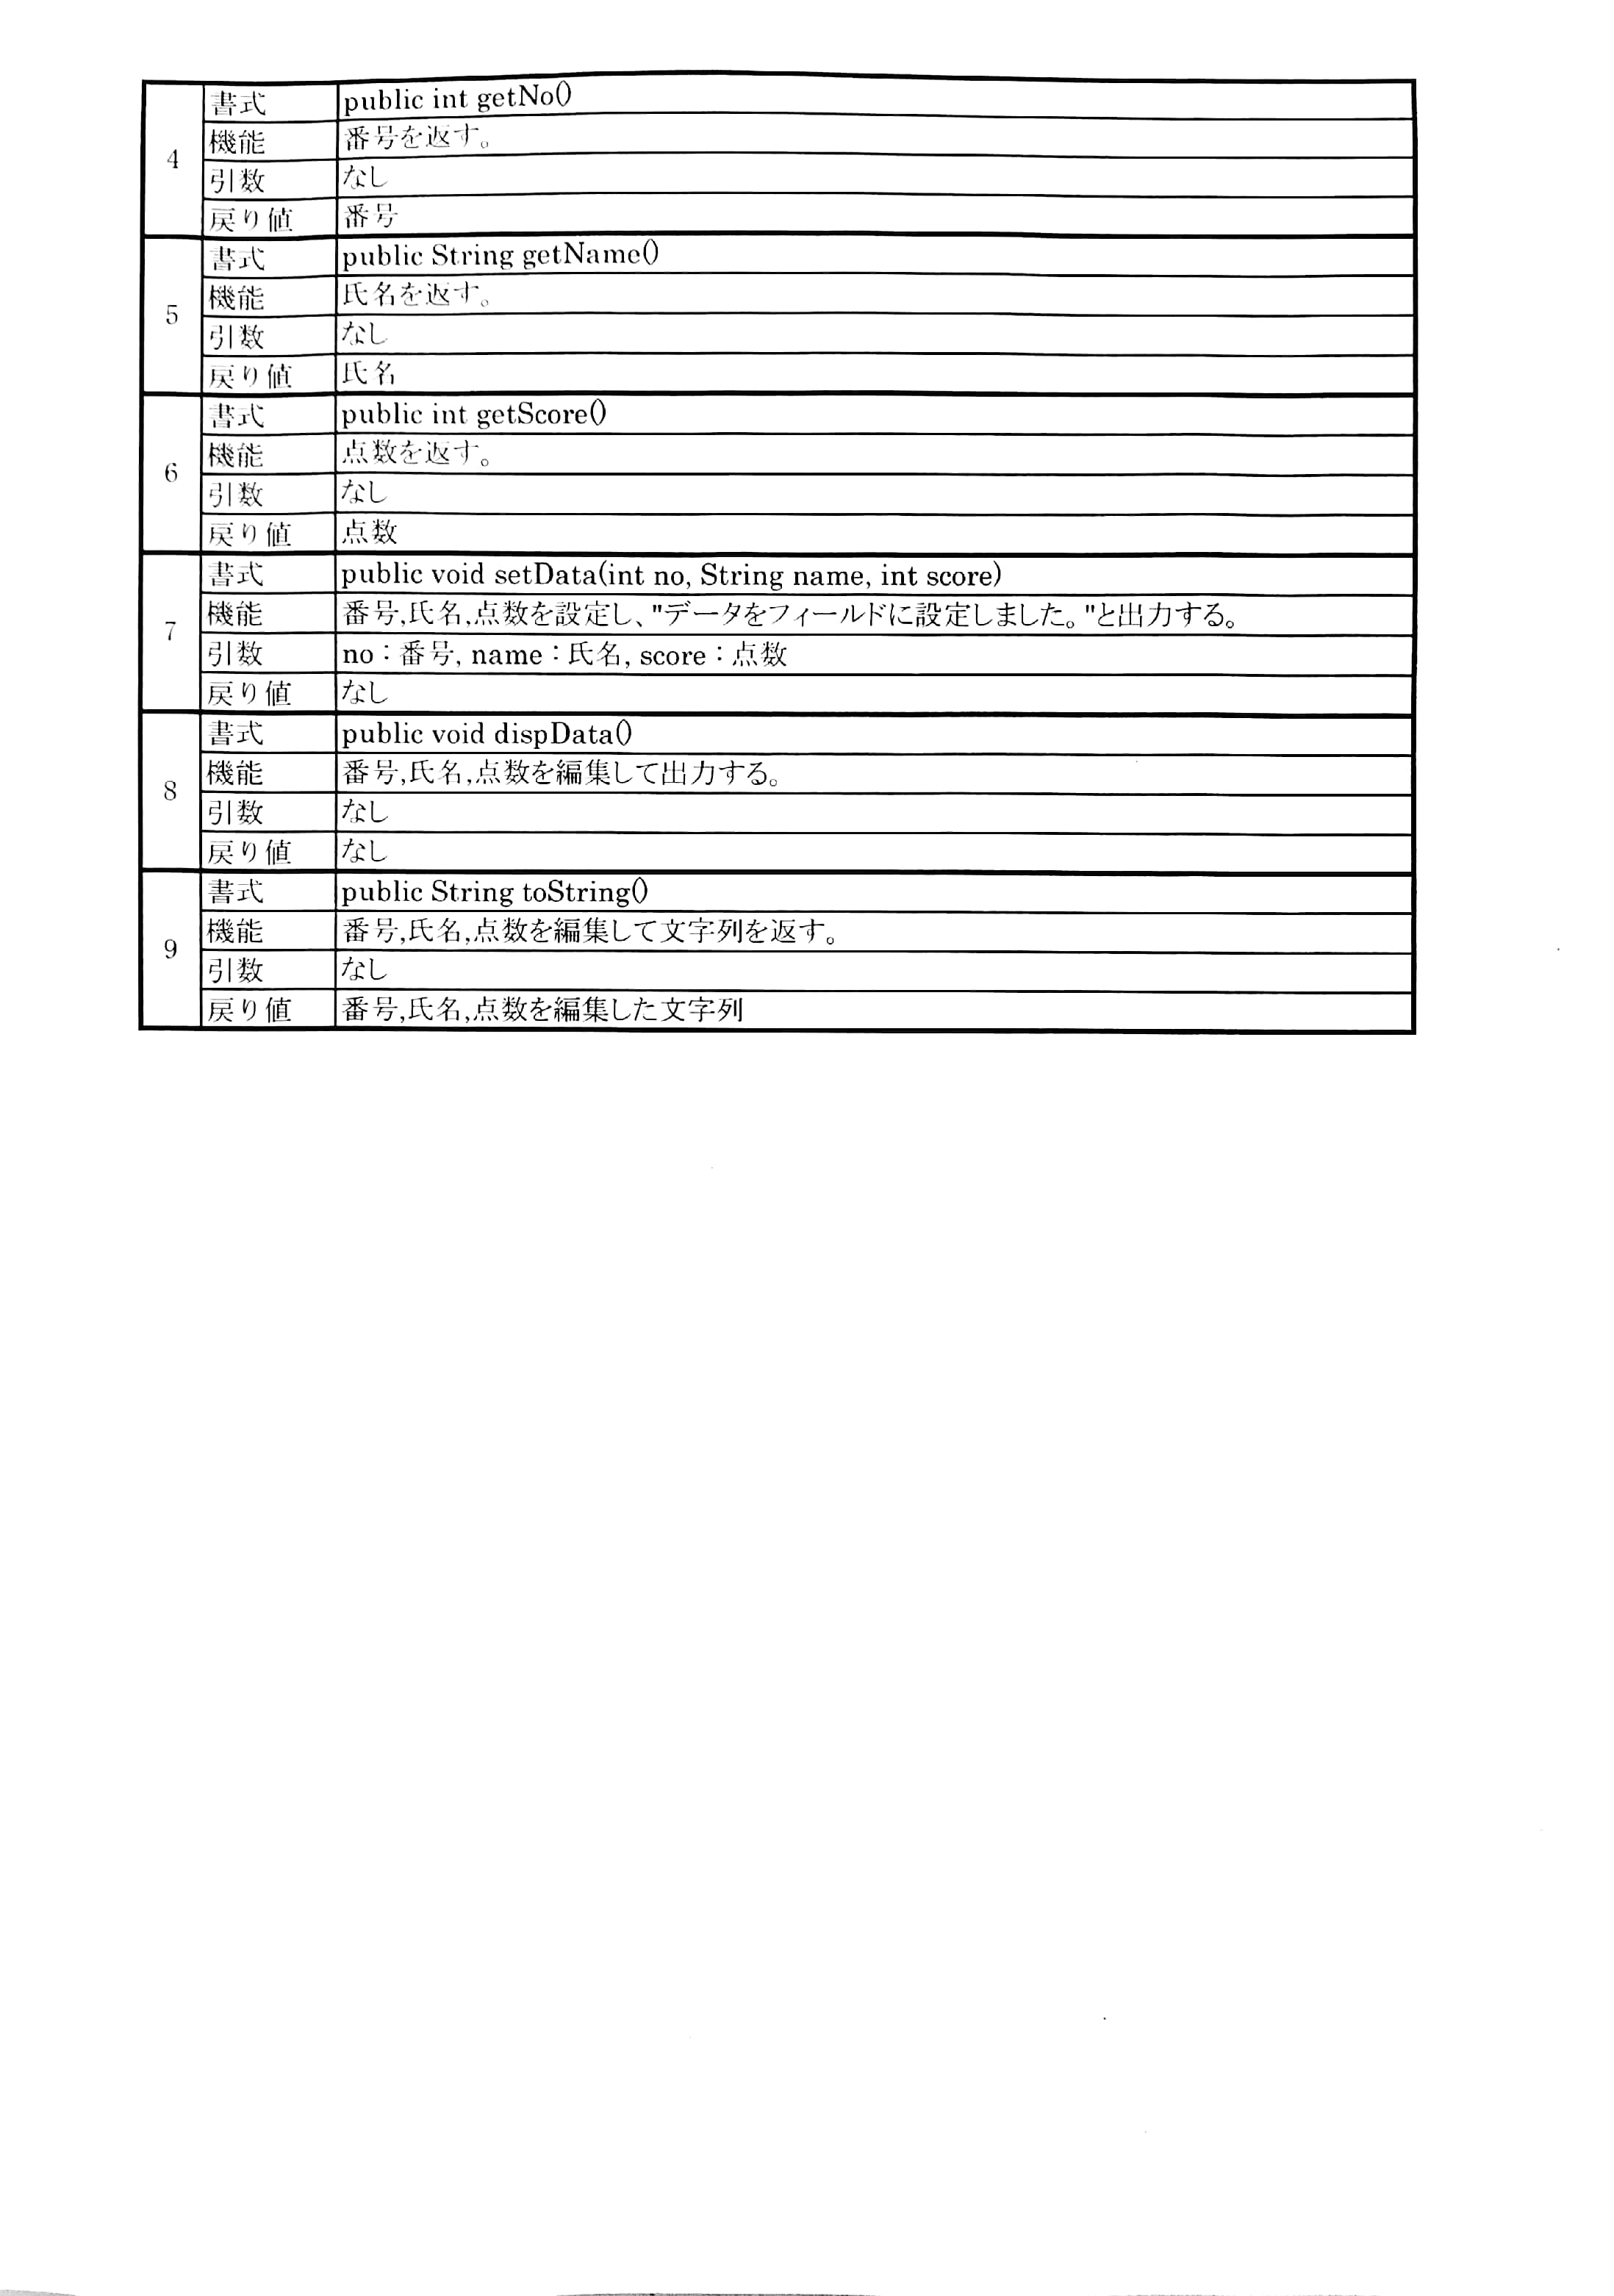 4
書式 public int getNo()
機能 番号を返す。
引数 なし
戻り値 番号
5
書式 public String getName()
機能 氏名を返す。
引数 なし
戻り値 氏名
6
書式 public int getScore()
機能 点数を返す。
引数 なし
戻り値 点数
7
書式 public void setData(int no, String name, int score)
機能 番号,氏名,点数を設定し、"データをフィールドに設定しました。"と出力する。
引数 no：番号, name：氏名, score：点数
戻り値 なし
8
書式 public void dispData()
機能 番号,氏名,点数を編集して出力する。
引数 なし
戻り値 なし
9
書式 public String toString()
機能 番号,氏名,点数を編集して文字列を返す。
引数 なし
戻り値 番号,氏名,点数を編集した文字列